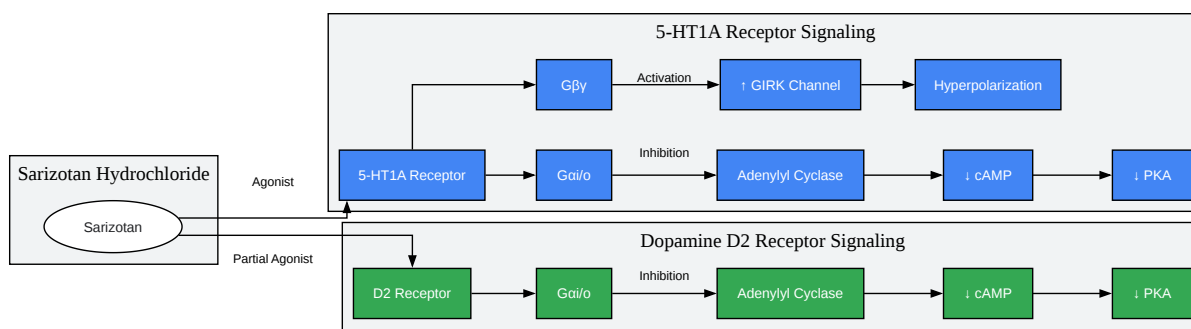 5-HT1A Receptor Signaling
Gβγ
Activation
↑ GIRK Channel
Hyperpolarization
Sarizotan Hydrochloride
Sarizotan
Agonist
Partial Agonist
5-HT1A Receptor
Gαi/o
Inhibition
Adenylyl Cyclase
↓ cAMP
↓ PKA
Dopamine D2 Receptor Signaling
D2 Receptor
Gαi/o
Inhibition
Adenylyl Cyclase
↓ cAMP
↓ PKA